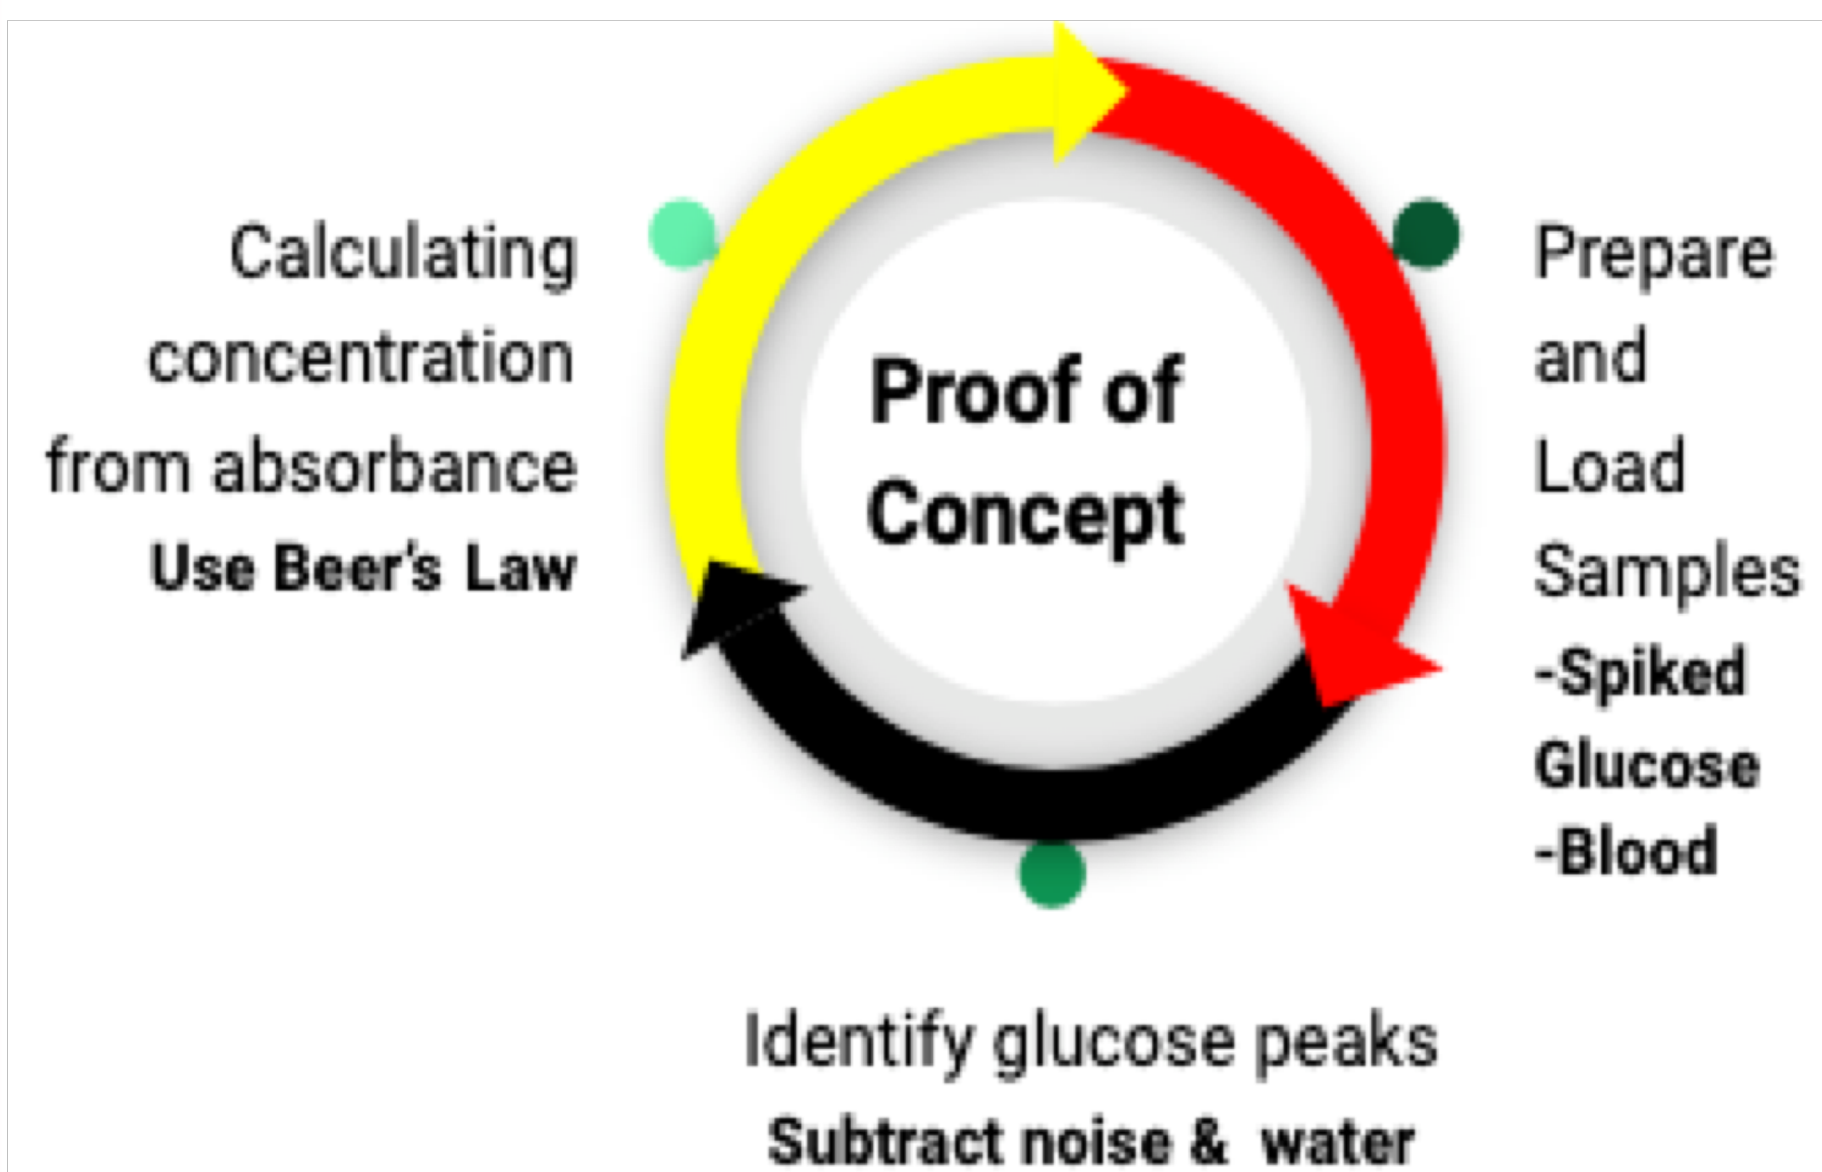 Proof of
Concept
Prepare
and
Load
Samples
-Spiked
Glucose
-Blood
Identify glucose peaks
Subtract noise & water
Calculating
concentration
from absorbance
Use Beer's Law